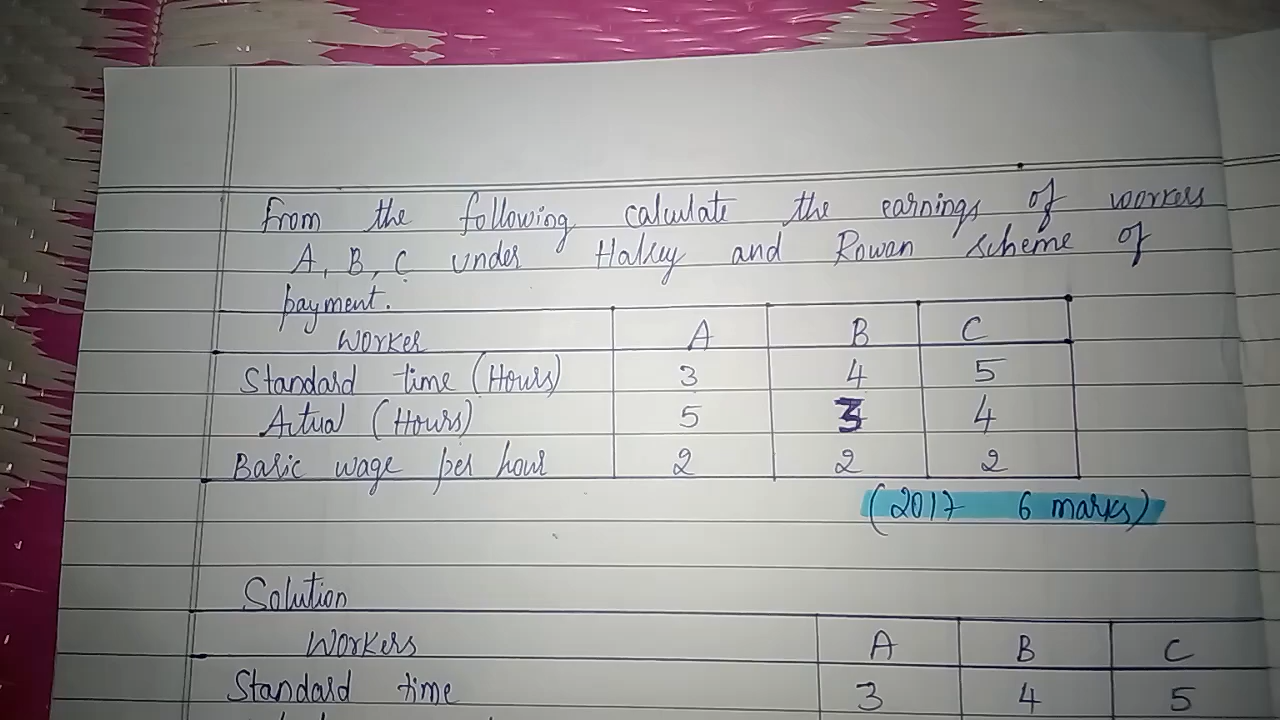 From the following calculate the earnings of workers
A, B, C under Halsey and Rowan scheme of
payment.
Worker A B C
Standard time (Hours) 3 4 5
Actual (Hours) 5 3 4
Basic wage per hour 2 2 2
(2017 6 marks)
Solution
Workers A B C
Standard time 3 4 5